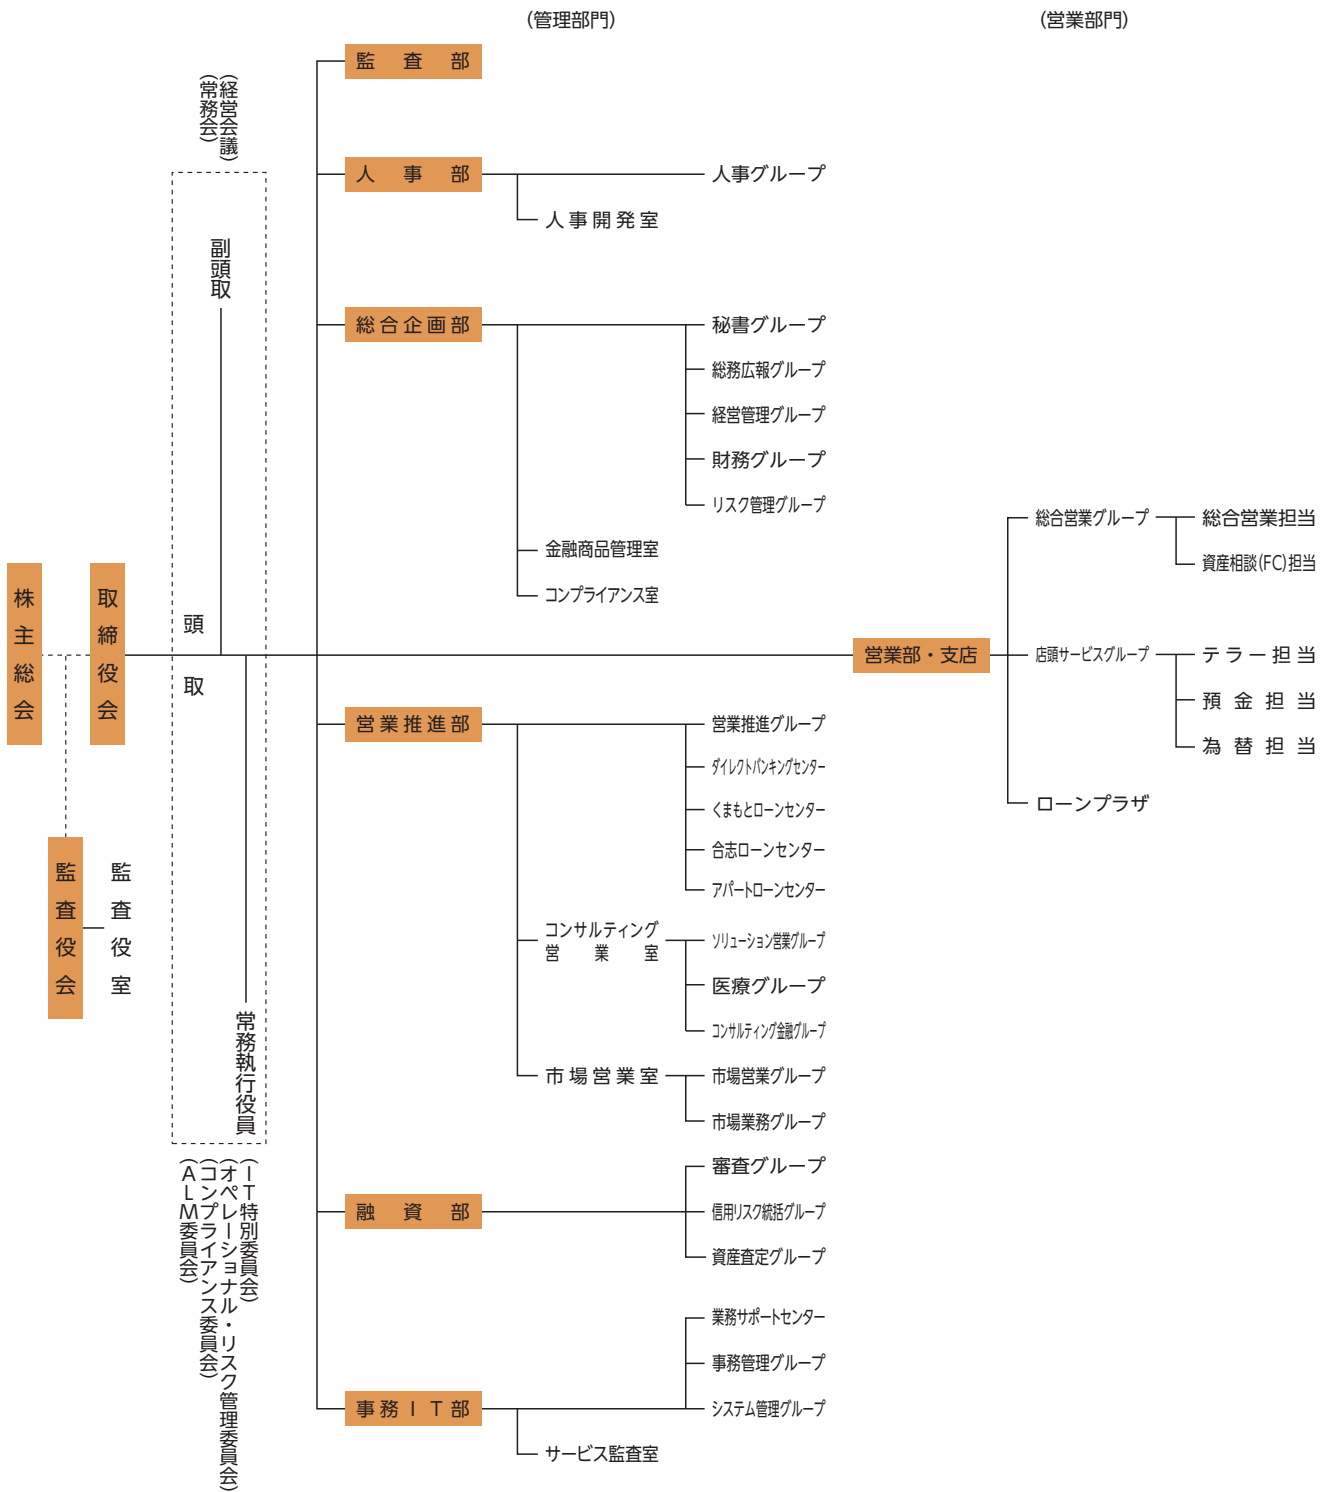 (管理部門)
(営業部門)
(経営会議)
(常務会)
副頭取
頭取
常務執行役員
(IT特別委員会)
(オペレーショナル・リスク管理委員会)
(コンプライアンス委員会)
(ALM委員会)
株主総会
取締役会
監査役会
監査役室
監査部
人事部
人事グループ
人事開発室
総合企画部
秘書グループ
総務広報グループ
経営管理グループ
財務グループ
リスク管理グループ
金融商品管理室
コンプライアンス室
営業部・支店
総合営業グループ
総合営業担当
資産相談(FC)担当
店頭サービスグループ
テラー担当
預金担当
為替担当
ローンプラザ
営業推進部
営業推進グループ
ダイレクトバンキングセンター
くまもとローンセンター
合志ローンセンター
アパートローンセンター
コンサルティング
営業室
ソリューション営業グループ
医療グループ
コンサルティング金融グループ
市場営業室
市場営業グループ
市場業務グループ
融資部
審査グループ
信用リスク統括グループ
資産査定グループ
事務IT部
業務サポートセンター
事務管理グループ
システム管理グループ
サービス監査室